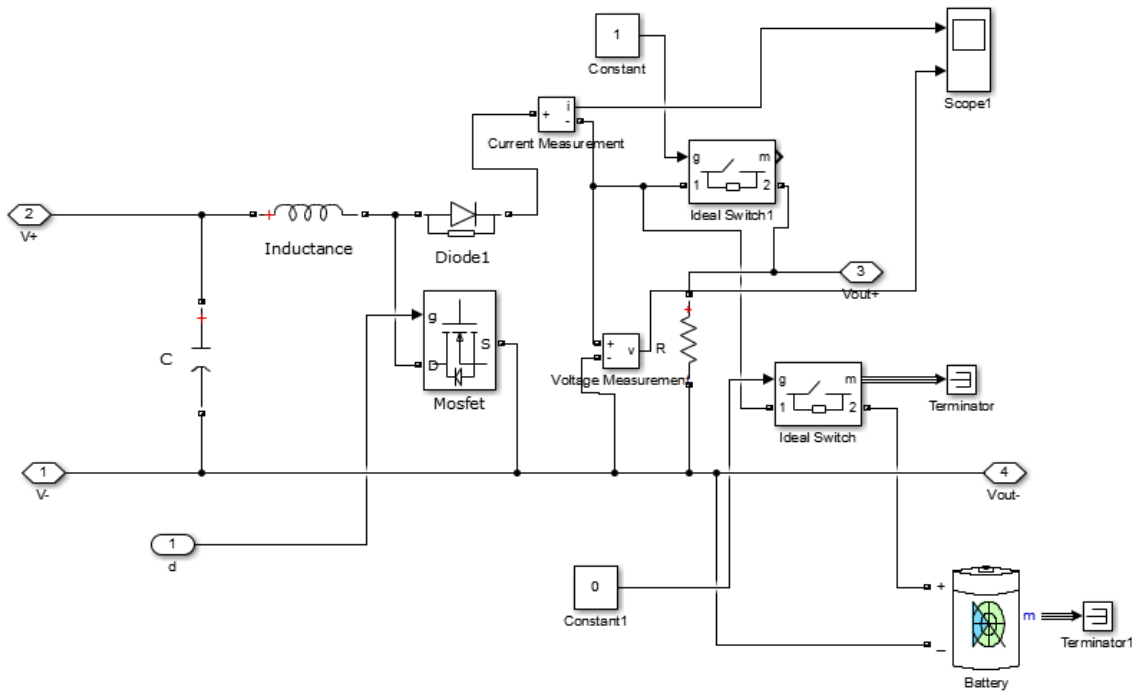 1
Constant
Scope1
i
+
-
Current Measurement
g
m
1
2
Ideal Switch1
2
V+
+
Inductance
Diode1
3
Vout+
g
D
S
Mosfet
+
C
+
-
v
Voltage Measurement
+
R
g
m
1
2
Ideal Switch
Terminator
1
V-
4
Vout-
1
d
0
Constant1
+
m
_
Terminator1
Battery